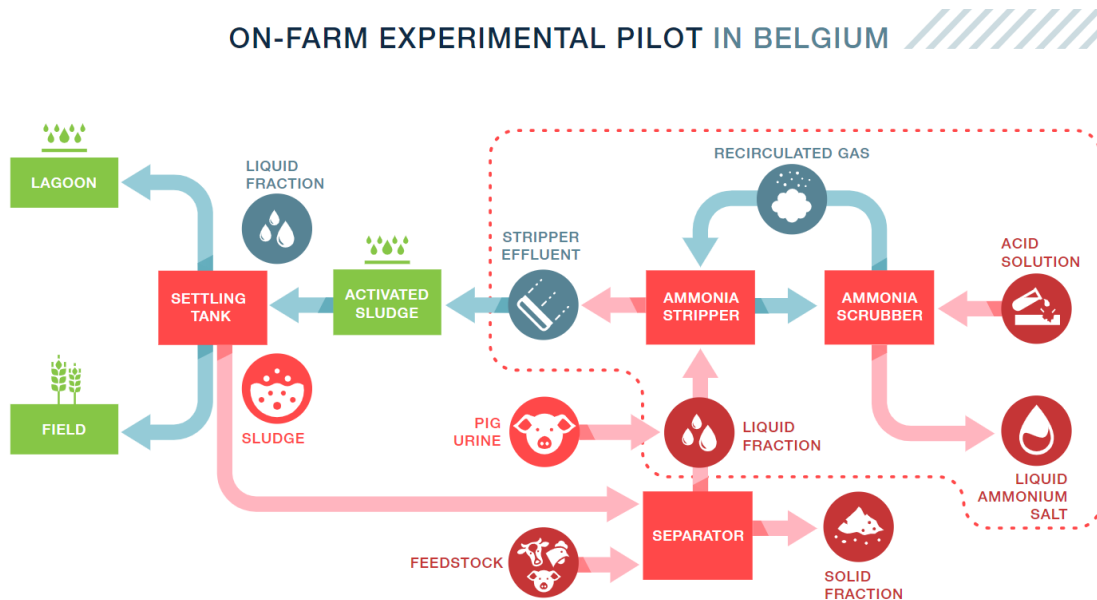 ON-FARM EXPERIMENTAL PILOT IN BELGIUM
RECIRCULATED GAS
LIQUID
FRACTION
LAGOON
STRIPPER
EFFLUENT
ACID
SOLUTION
SETTLING
TANK
ACTIVATED
SLUDGE
AMMONIA
STRIPPER
AMMONIA
SCRUBBER
FIELD
SLUDGE
PIG
URINE
LIQUID
FRACTION
LIQUID
AMMONIUM
SALT
SEPARATOR
FEEDSTOCK
SOLID
FRACTION